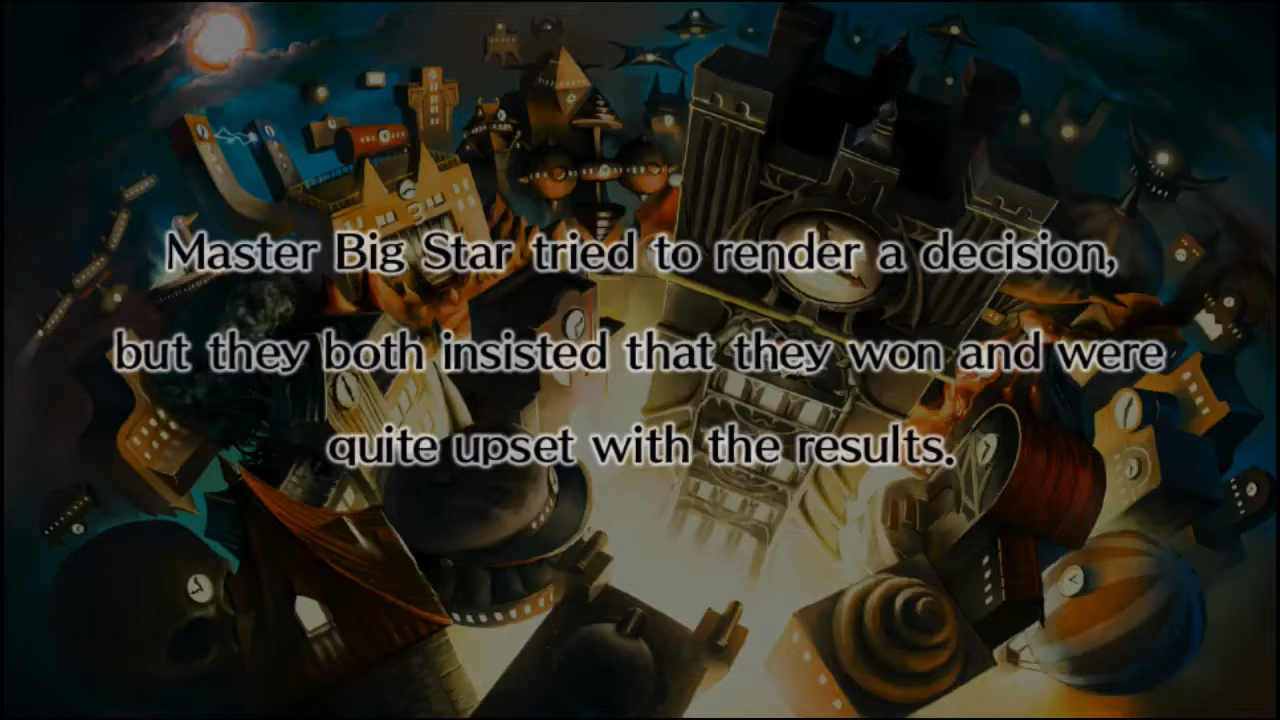 Master Big Star tried to render a decision,
but they both insisted that they won and were
quite upset with the results.